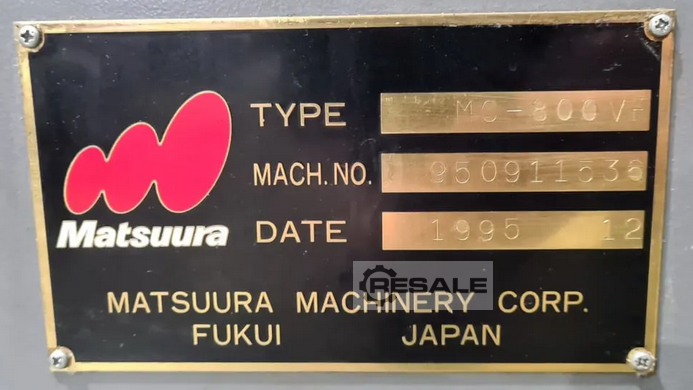 TYPE MC-800VF
MACH.NO. 950911536
Matsuura DATE 1995 12
RESALE
MATSUURA MACHINERY CORP.
FUKUI JAPAN